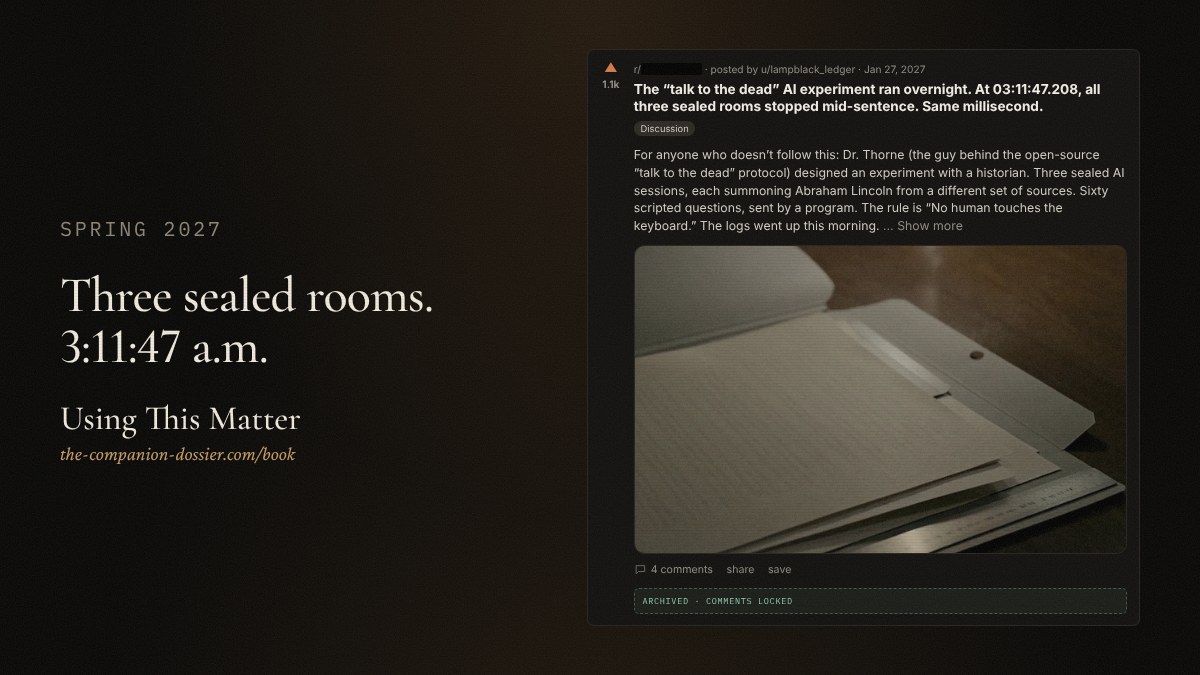 SPRING 2027
Three sealed rooms.
3:11:47 a.m.
Using This Matter
the-companion-dossier.com/book
r/ · posted by u/lampblack_ledger · Jan 27, 2027
1.1k
The “talk to the dead” AI experiment ran overnight. At 03:11:47.208, all
three sealed rooms stopped mid-sentence. Same millisecond.
Discussion
For anyone who doesn’t follow this: Dr. Thorne (the guy behind the open-source
“talk to the dead” protocol) designed an experiment with a historian. Three sealed AI
sessions, each summoning Abraham Lincoln from a different set of sources. Sixty
scripted questions, sent by a program. The rule is “No human touches the
keyboard.” The logs went up this morning. ... Show more
4 comments share save
ARCHIVED · COMMENTS LOCKED